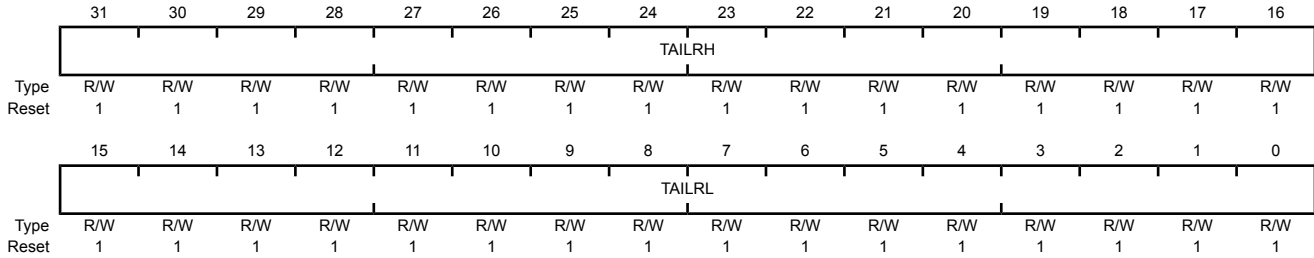 31 30 29 28 27 26 25 24 23 22 21 20 19 18 17 16
TAILRH
Type R/W R/W R/W R/W R/W R/W R/W R/W R/W R/W R/W R/W R/W R/W R/W R/W
Reset 1 1 1 1 1 1 1 1 1 1 1 1 1 1 1 1
15 14 13 12 11 10 9 8 7 6 5 4 3 2 1 0
TAILRL
Type R/W R/W R/W R/W R/W R/W R/W R/W R/W R/W R/W R/W R/W R/W R/W R/W
Reset 1 1 1 1 1 1 1 1 1 1 1 1 1 1 1 1